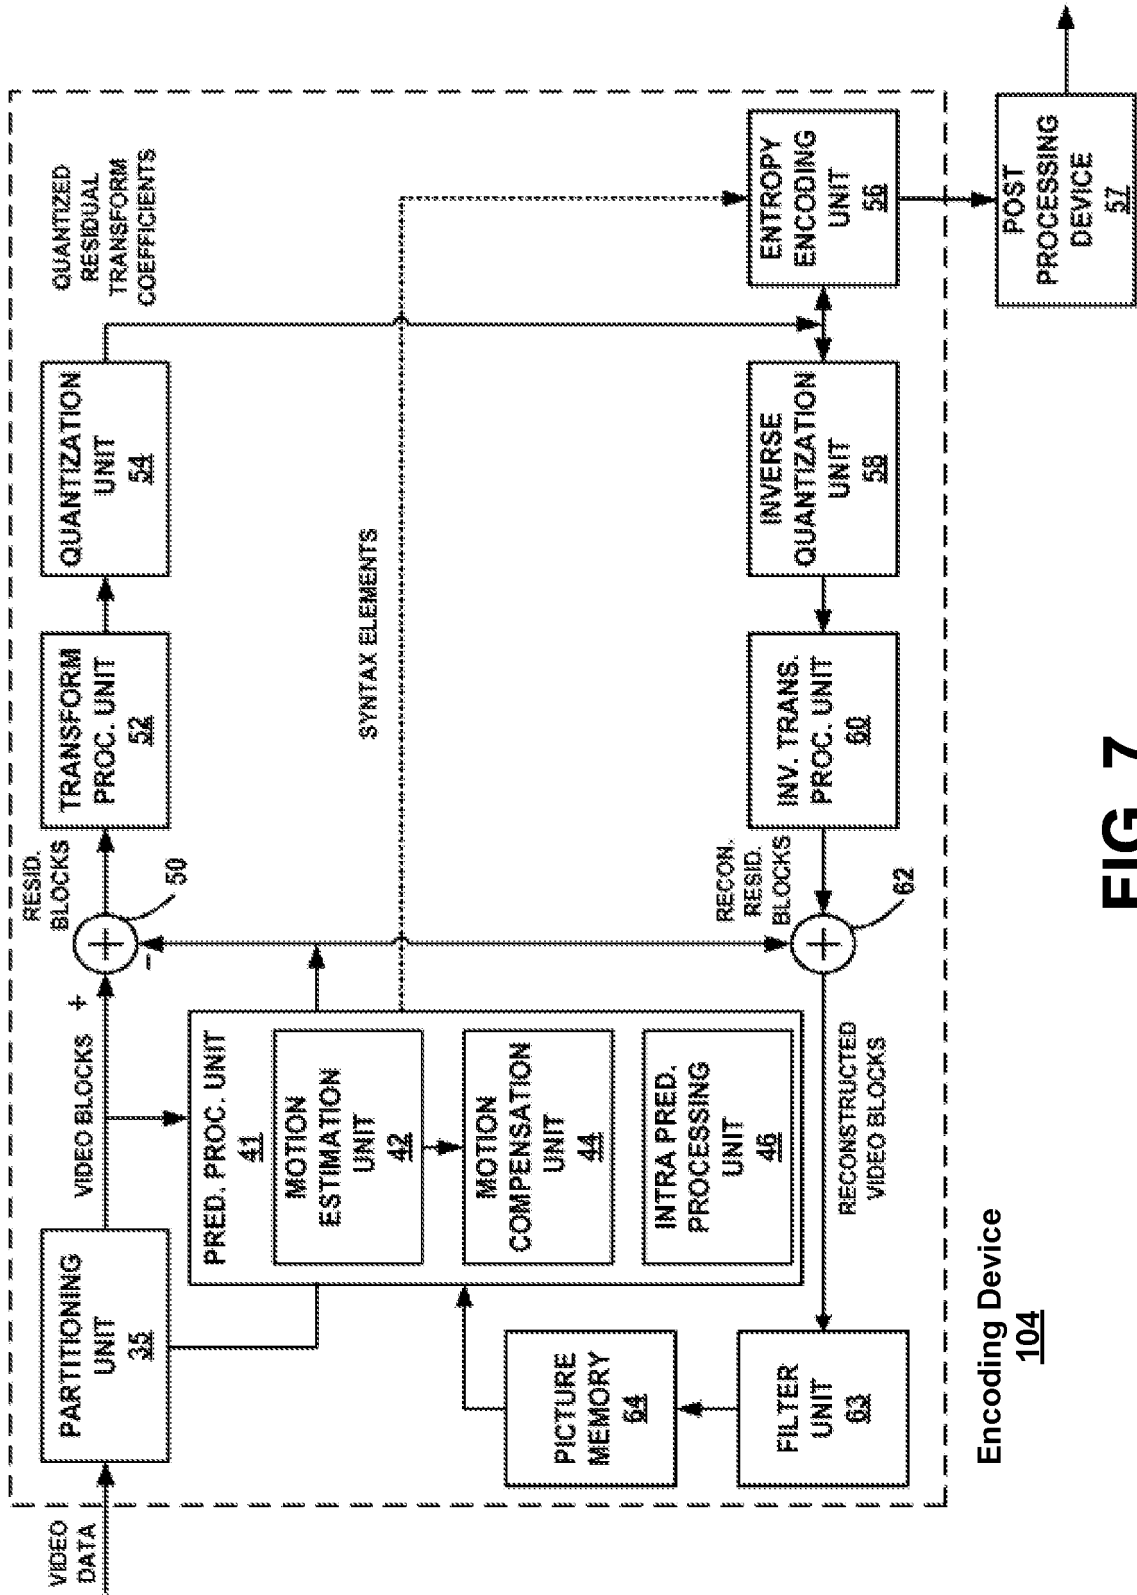 VIDEO
DATA
PARTITIONING
UNIT
35
VIDEO BLOCKS
+
-
50
RESID.
BLOCKS
TRANSFORM
PROC. UNIT
52
QUANTIZATION
UNIT
54
QUANTIZED
RESIDUAL
TRANSFORM
COEFFICIENTS
PRED. PROC. UNIT
41
MOTION
ESTIMATION
UNIT
42
MOTION
COMPENSATION
UNIT
44
INTRA PRED.
PROCESSING
UNIT
46
SYNTAX ELEMENTS
PICTURE
MEMORY
64
FILTER
UNIT
63
RECONSTRUCTED
VIDEO BLOCKS
62
RECON.
RESID.
BLOCKS
INV. TRANS.
PROC. UNIT
60
INVERSE
QUANTIZATION
UNIT
58
ENTROPY
ENCODING
UNIT
56
POST
PROCESSING
DEVICE
57
Encoding Device
104
FIG. 7